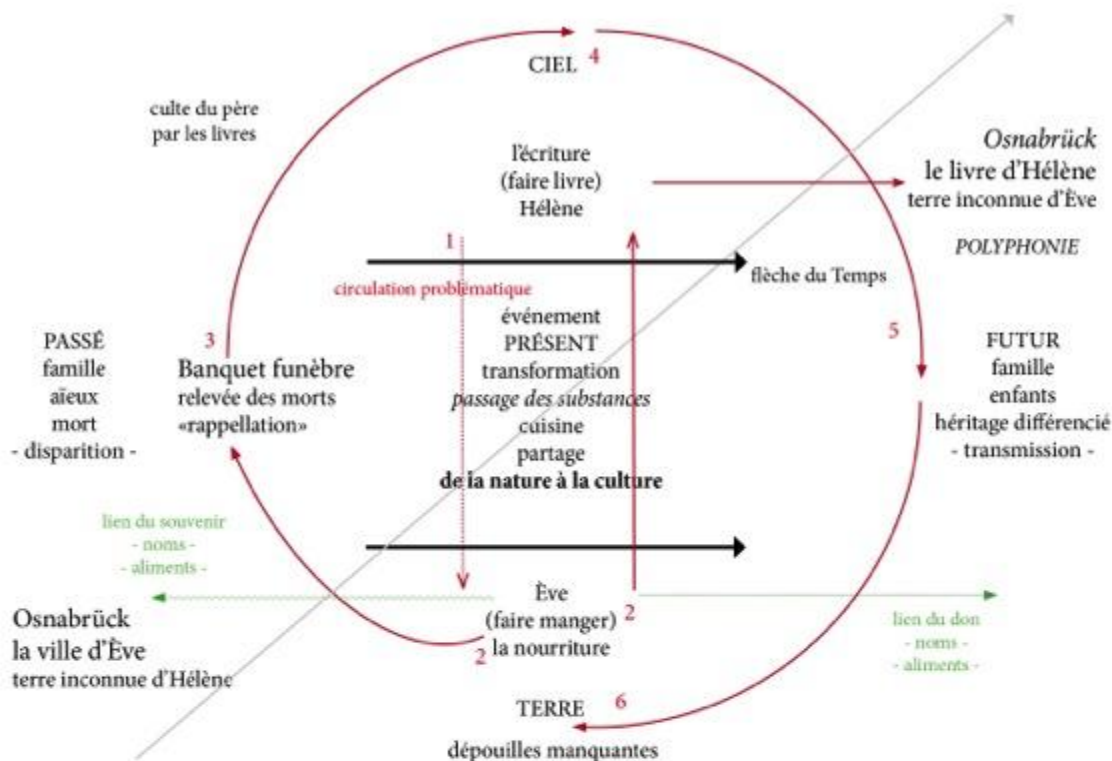 4
CIEL
culte du père
par les livres
l'écriture
(faire livre)
Hélène
Osnabrück
le livre d'Hélène
terre inconnue d'Ève
POLYPHONIE
1
flèche du Temps
circulation problématique
événement
PRÉSENT
transformation
passage des substances
cuisine
partage
de la nature à la culture
3
PASSÉ
famille
aïeux
mort
- disparition -
Banquet funèbre
relevée des morts
«rappellation»
5
FUTUR
famille
enfants
héritage différencié
- transmission -
lien du souvenir
- noms -
- aliments -
Osnabrück
la ville d'Ève
terre inconnue d'Hélène
Ève
(faire manger)
la nourriture
2
2
lien du don
- noms -
- aliments -
TERRE
6
dépouilles manquantes